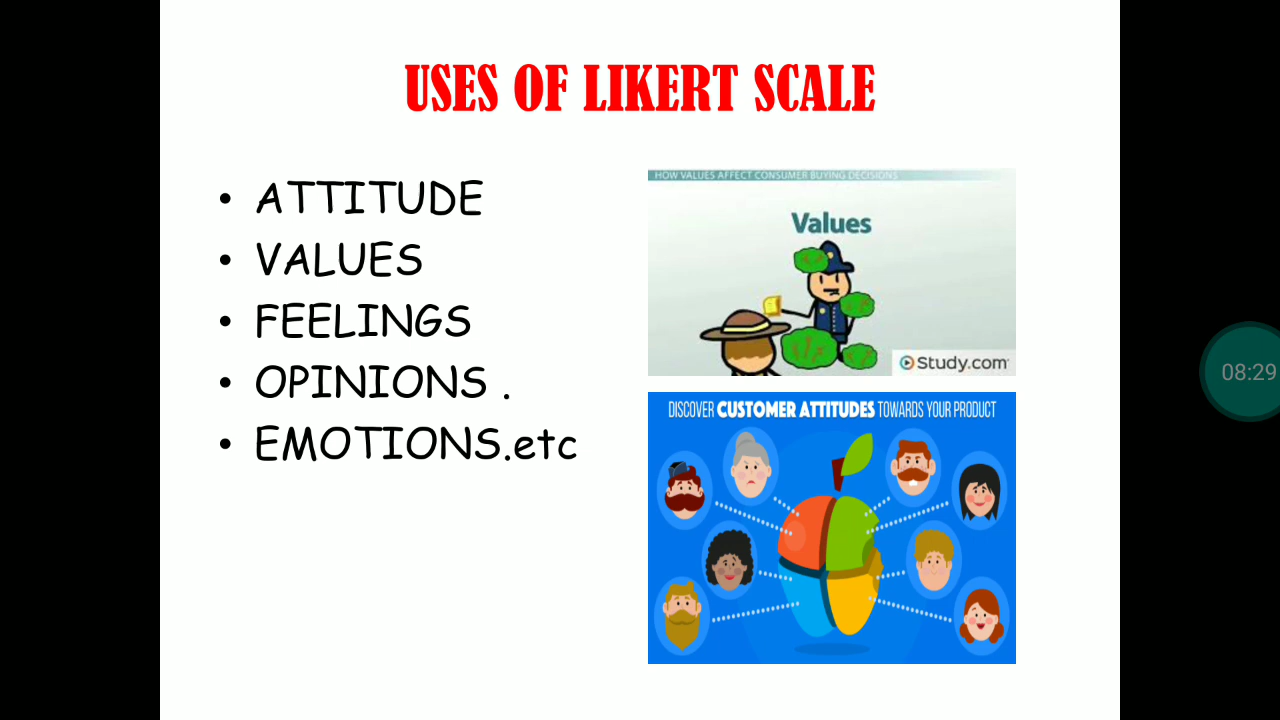 USES OF LIKERT SCALE
• ATTITUDE
• VALUES
• FEELINGS
• OPINIONS .
• EMOTIONS.etc
HOW VALUES AFFECT CONSUMER BUYING DECISIONS
Values
Study.com
DISCOVER CUSTOMER ATTITUDES TOWARDS YOUR PRODUCT
08:29